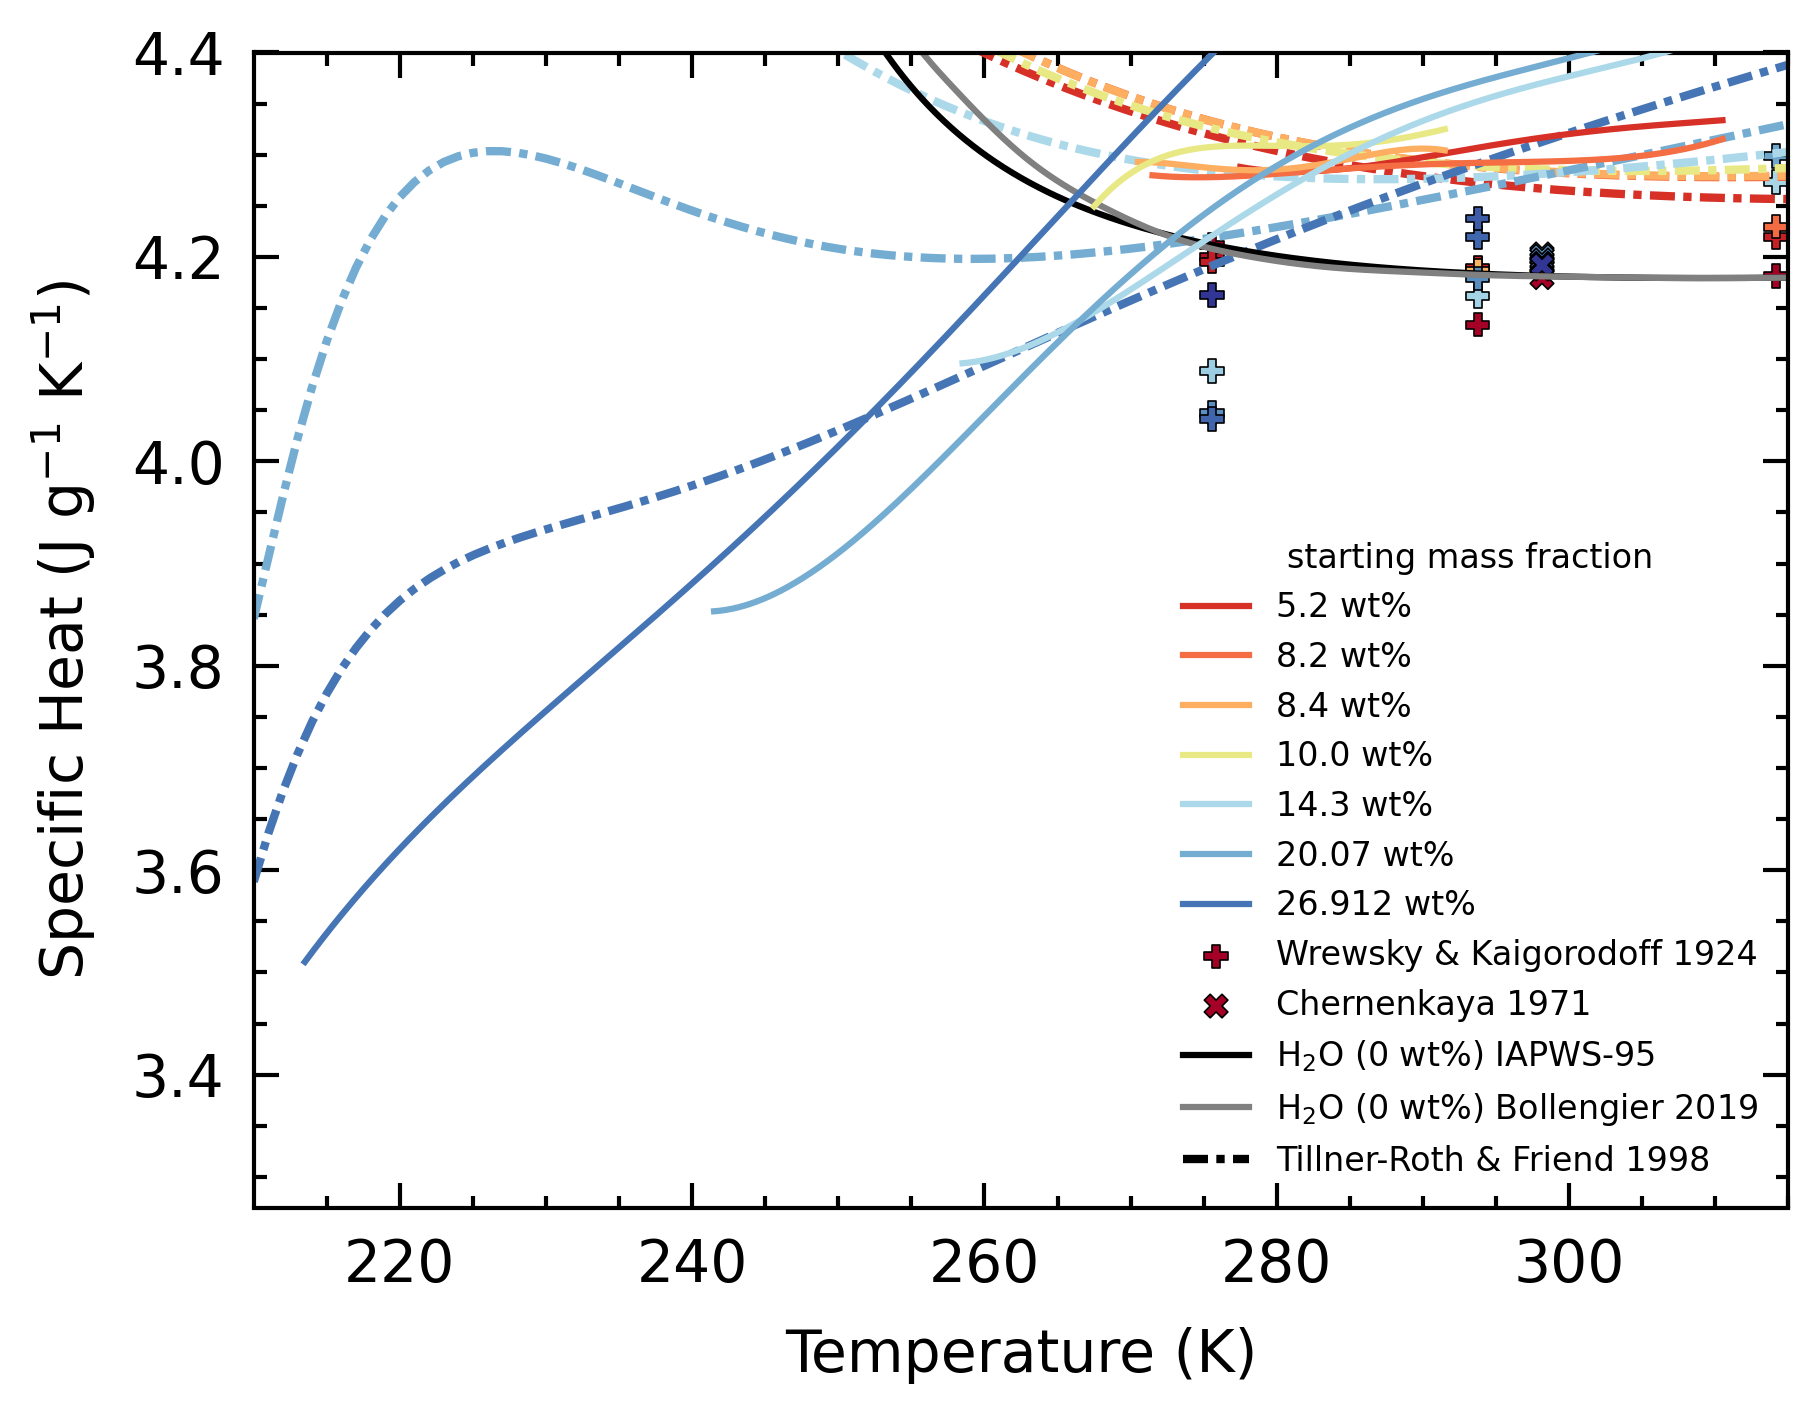 4.4
4.2
4.0
3.8
3.6
3.4
Specific Heat (J g⁻¹ K⁻¹)
220 240 260 280 300
Temperature (K)
starting mass fraction
5.2 wt%
8.2 wt%
8.4 wt%
10.0 wt%
14.3 wt%
20.07 wt%
26.912 wt%
Wrewsky & Kaigorodoff 1924
Chernenkaya 1971
H₂O (0 wt%) IAPWS-95
H₂O (0 wt%) Bollengier 2019
Tillner-Roth & Friend 1998